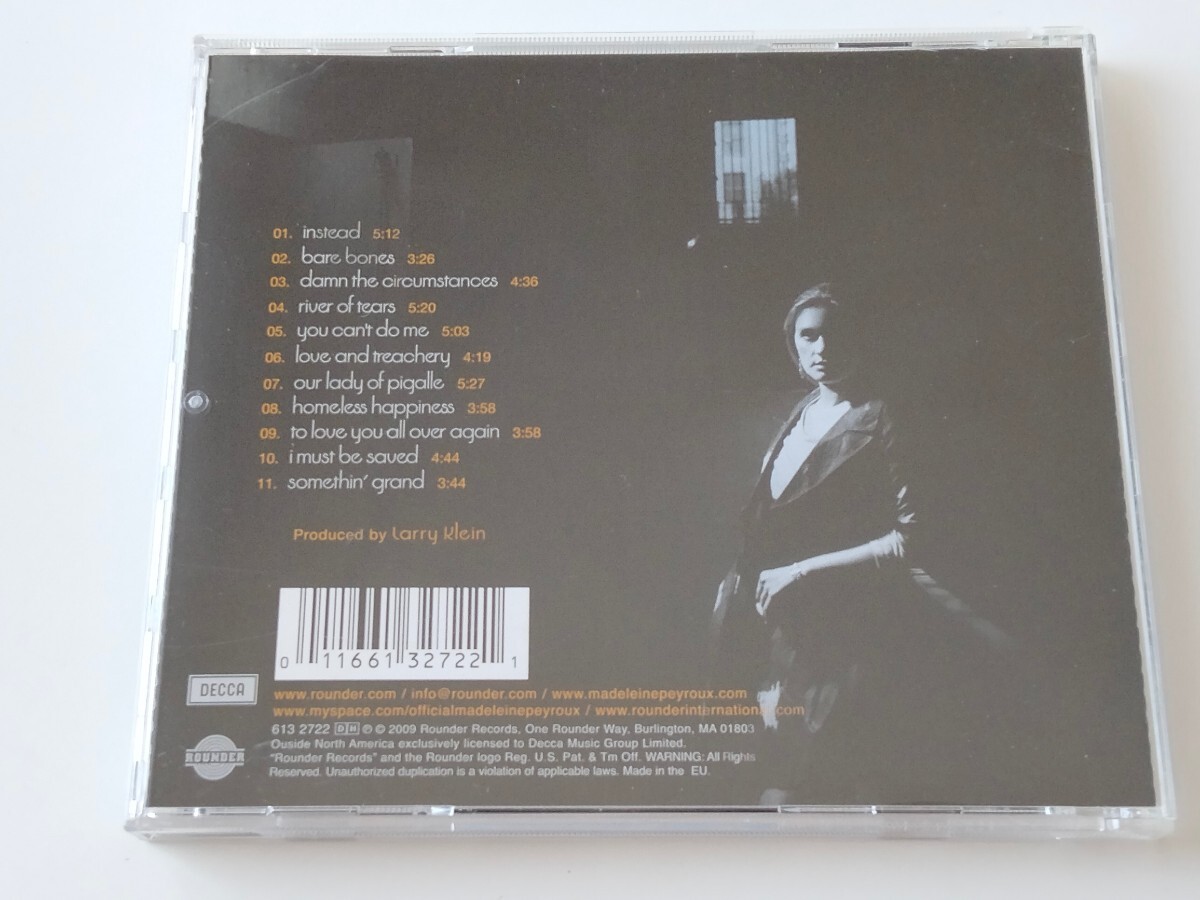 01. instead 5:12
02. bare bones 3:26
03. damn the circumstances 4:36
04. river of tears 5:20
05. you can't do me 5:03
06. love and treachery 4:19
07. our lady of pigalle 5:27
08. homeless happiness 3:58
09. to love you all over again 3:58
10. i must be saved 4:44
11. somethin' grand 3:44
Produced by Larry Klein
0 11661 32722 1
DECCA
www.rounder.com / info@rounder.com / www.madeleinepeyroux.com
www.myspace.com/officialmadeleinepeyroux / www.rounderinternational.com
613 2722 DH ℗ © 2009 Rounder Records, One Rounder Way, Burlington, MA 01803
Ouside North America exclusively licensed to Decca Music Group Limited.
ROUNDER
"Rounder Records" and the Rounder logo Reg. U.S. Pat. & Tm Off. WARNING: All Rights
Reserved. Unauthorized duplication is a violation of applicable laws. Made in the EU.